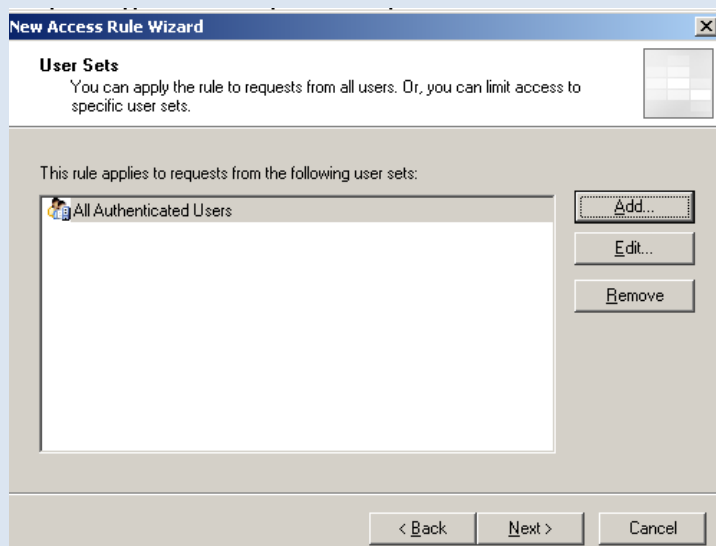 New Access Rule Wizard
User Sets
You can apply the rule to requests from all users. Or, you can limit access to
specific user sets.
This rule applies to requests from the following user sets:
All Authenticated Users
Add...
Edit...
Remove
< Back
Next >
Cancel